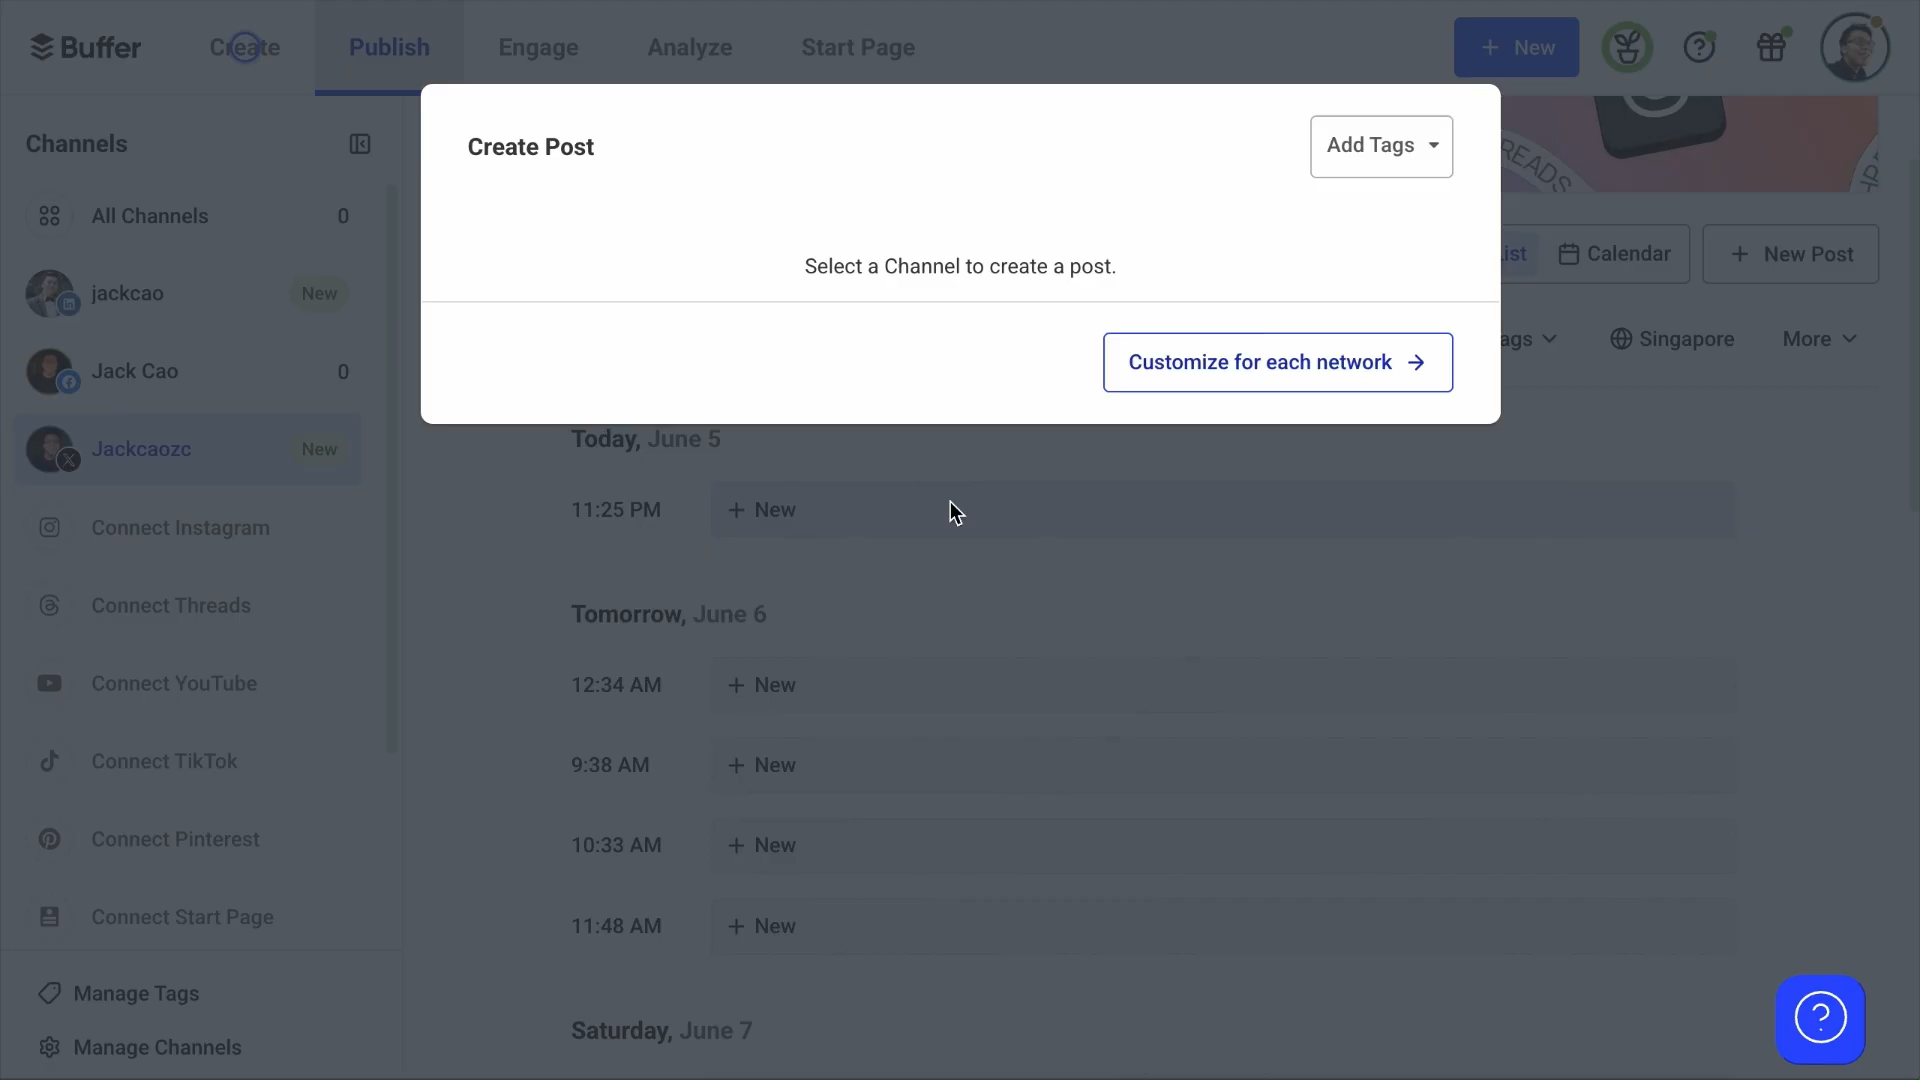 Buffer
Create
Publish
Engage
Analyze
Start Page
+ New
Channels
All Channels 0
jackcao New
Jack Cao 0
Jackcaozc New
Connect Instagram
Connect Threads
Connect YouTube
Connect TikTok
Connect Pinterest
Connect Start Page
Manage Tags
Manage Channels
Create Post
Add Tags
Select a Channel to create a post.
Customize for each network →
READS
ist
Calendar
+ New Post
ags
Singapore
More
Today, June 5
11:25 PM + New
Tomorrow, June 6
12:34 AM + New
9:38 AM + New
10:33 AM + New
11:48 AM + New
Saturday, June 7